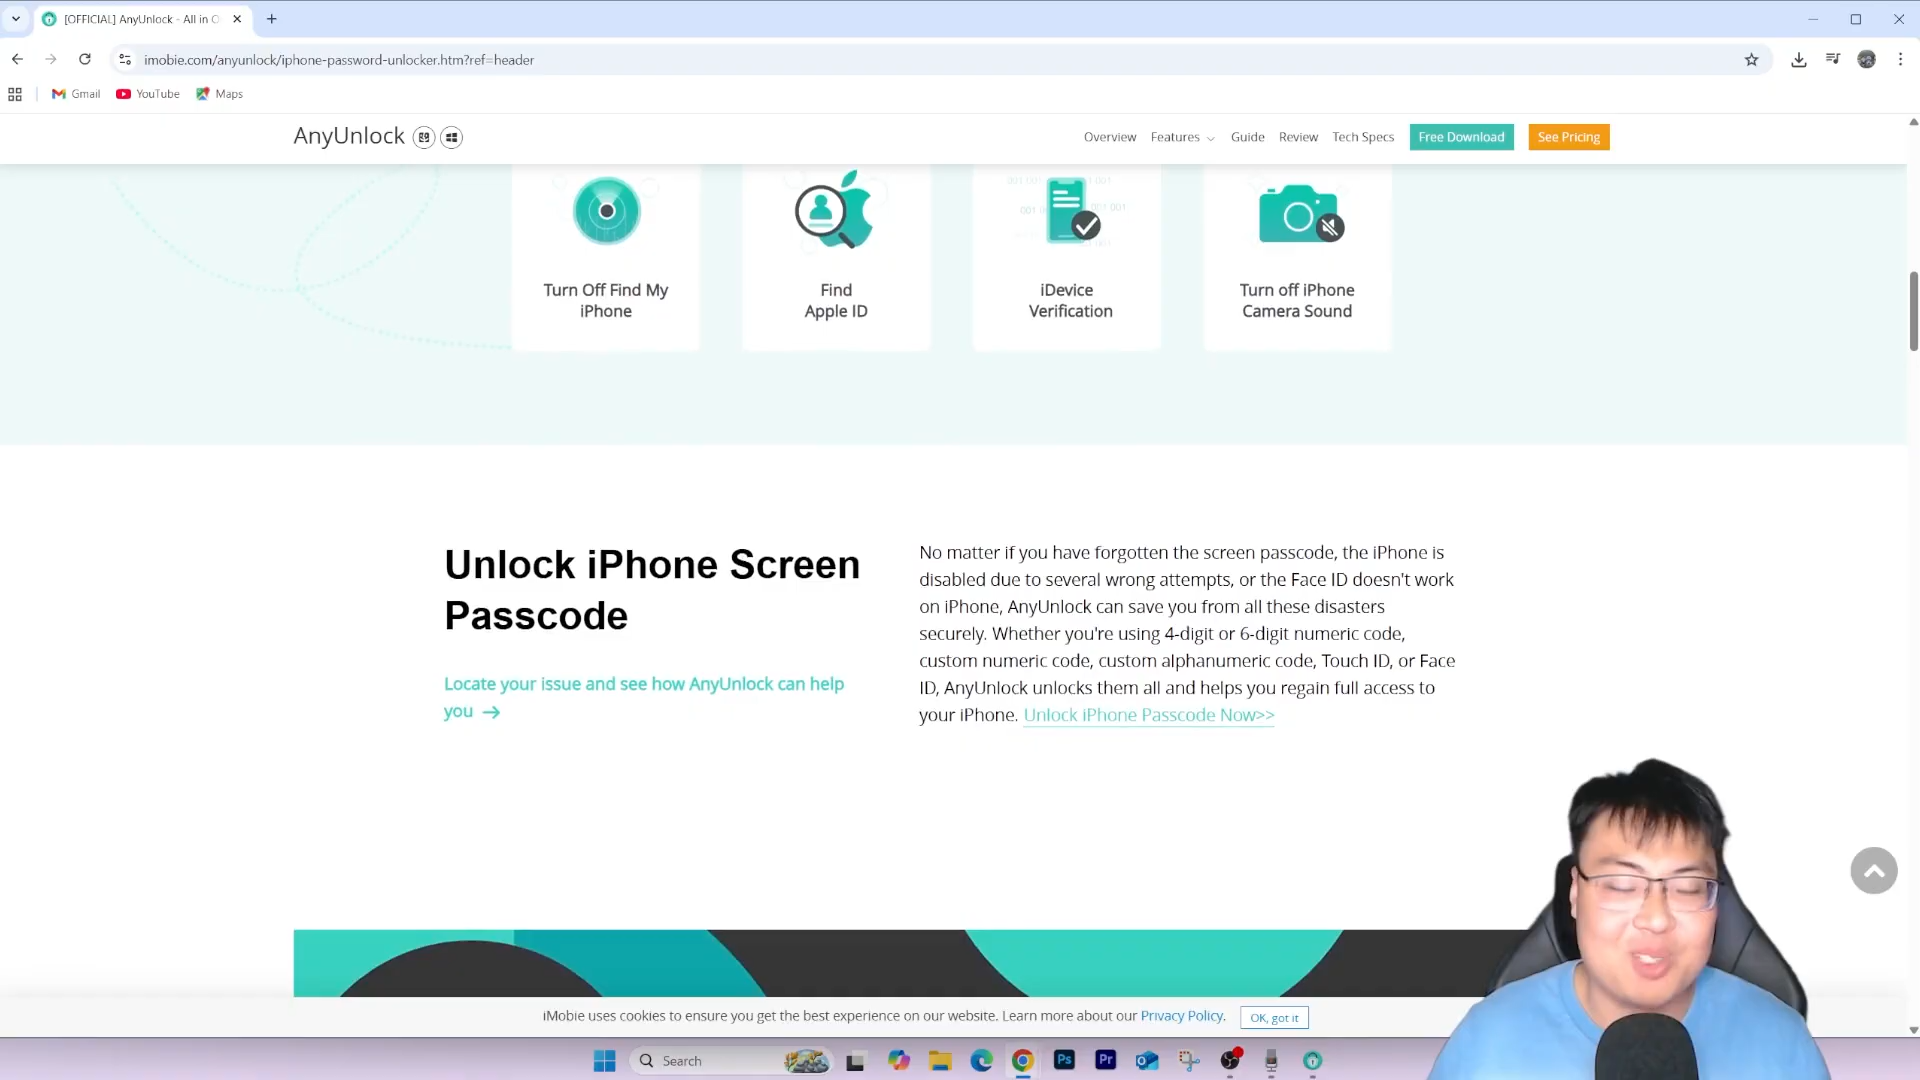 [OFFICIAL] AnyUnlock - All in O
imobie.com/anyunlock/iphone-password-unlocker.htm?ref=header
Gmail YouTube Maps
AnyUnlock
Overview Features Guide Review Tech Specs Free Download See Pricing
Turn Off Find My
iPhone
Find
Apple ID
iDevice
Verification
Turn off iPhone
Camera Sound
Unlock iPhone Screen
Passcode
Locate your issue and see how AnyUnlock can help
you →
No matter if you have forgotten the screen passcode, the iPhone is
disabled due to several wrong attempts, or the Face ID doesn't work
on iPhone, AnyUnlock can save you from all these disasters
securely. Whether you're using 4-digit or 6-digit numeric code,
custom numeric code, custom alphanumeric code, Touch ID, or Face
ID, AnyUnlock unlocks them all and helps you regain full access to
your iPhone. Unlock iPhone Passcode Now>>
iMobie uses cookies to ensure you get the best experience on our website. Learn more about our Privacy Policy. OK, got it
Search
Ps
Pr